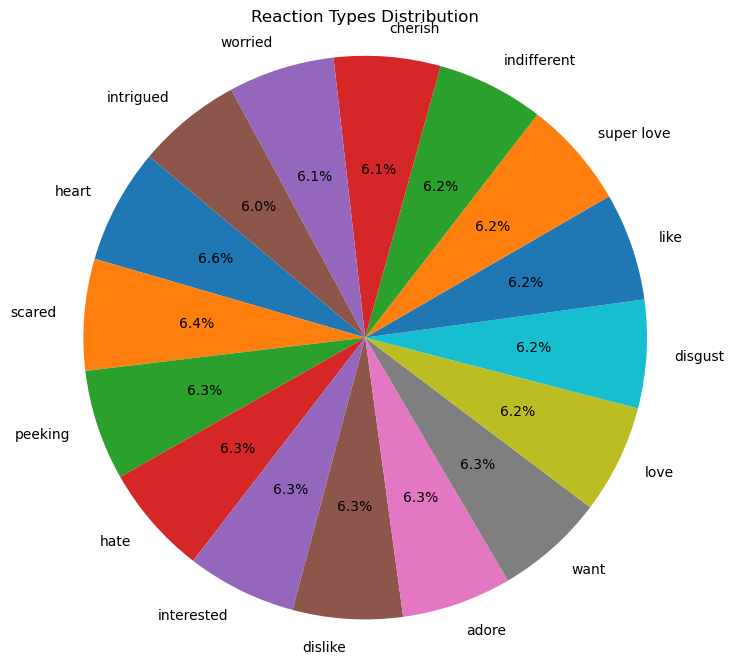 Reaction Types Distribution
cherish
worried
indifferent
intrigued
super love
heart
like
scared
disgust
peeking
love
hate
want
interested
adore
dislike
6.1%
6.1%
6.2%
6.0%
6.2%
6.6%
6.2%
6.4%
6.2%
6.3%
6.2%
6.3%
6.3%
6.3%
6.3%
6.3%